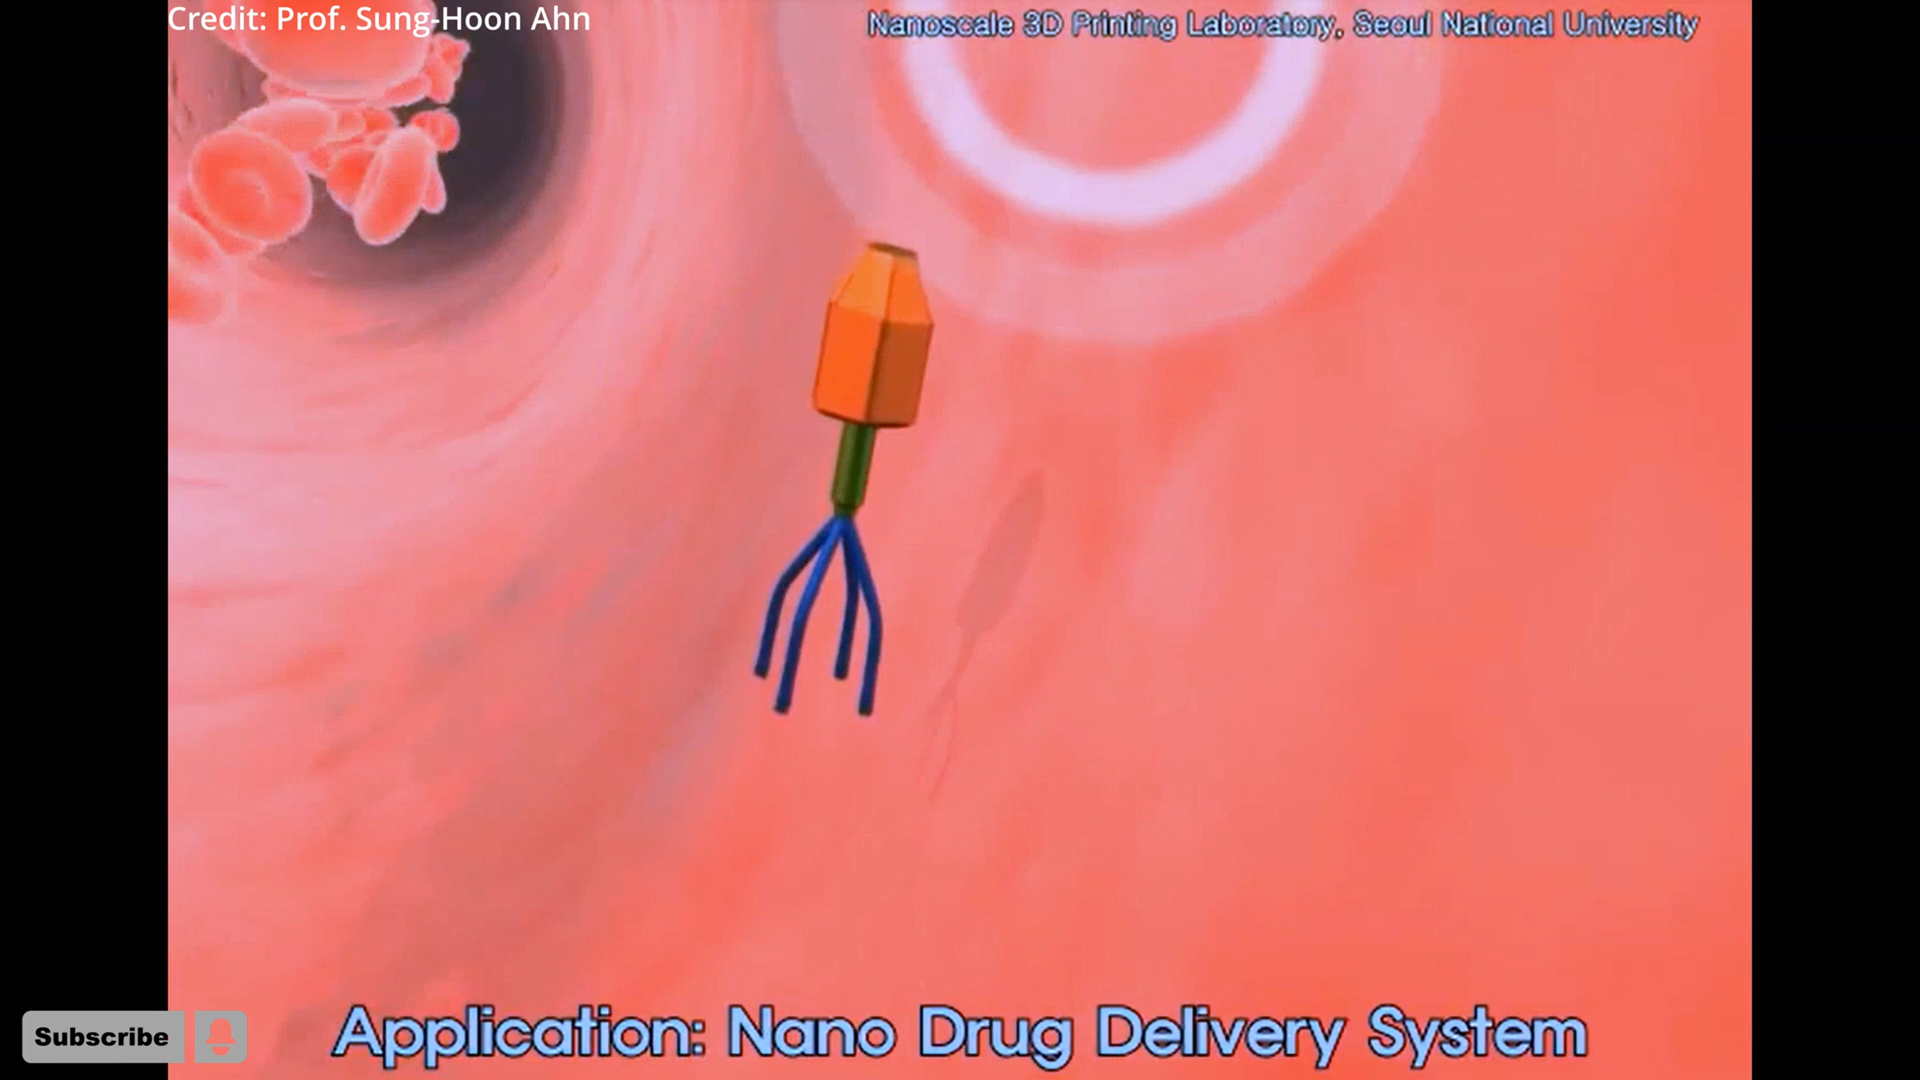 Credit: Prof. Sung-Hoon Ahn
Nanoscale 3D Printing Laboratory, Seoul National University
Subscribe
Application: Nano Drug Delivery System